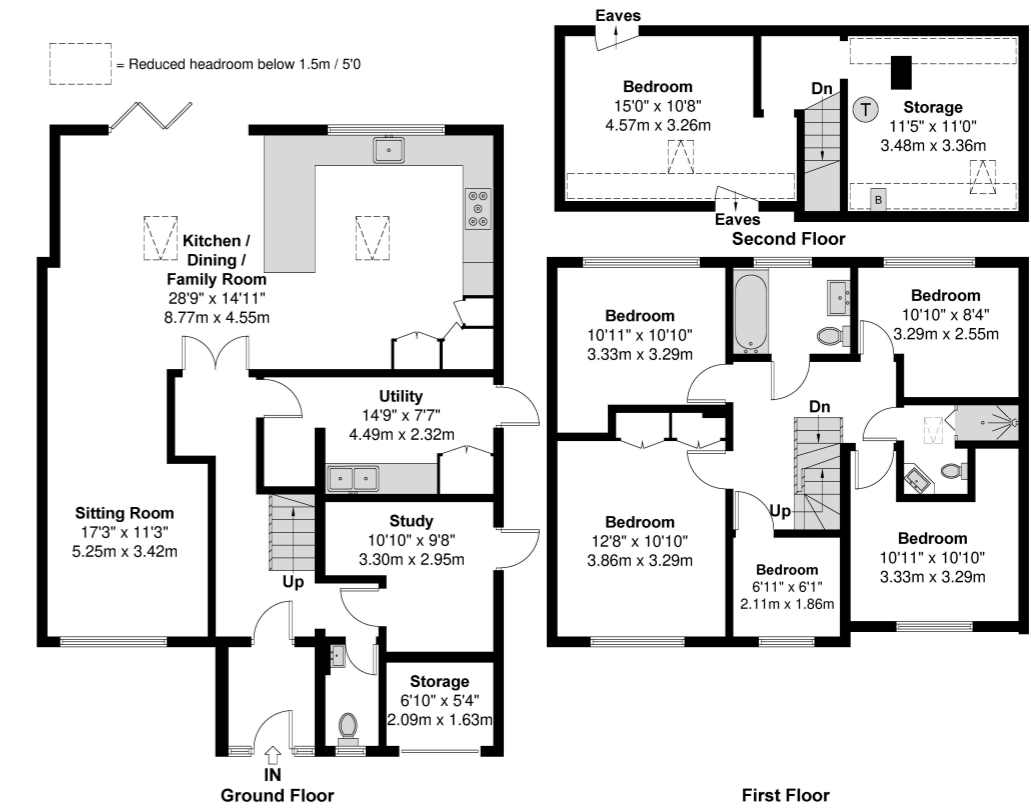 = Reduced headroom below 1.5m / 5'0
Kitchen /
Dining /
Family Room
28'9" x 14'11"
8.77m x 4.55m
Utility
14'9" x 7'7"
4.49m x 2.32m
Sitting Room
17'3" x 11'3"
5.25m x 3.42m
Study
10'10" x 9'8"
3.30m x 2.95m
Up
Storage
6'10" x 5'4"
2.09m x 1.63m
IN
Ground Floor
Eaves
Bedroom
15'0" x 10'8"
4.57m x 3.26m
Dn
T
Storage
11'5" x 11'0"
3.48m x 3.36m
B
Eaves
Second Floor
Bedroom
10'11" x 10'10"
3.33m x 3.29m
Bedroom
10'10" x 8'4"
3.29m x 2.55m
Dn
Up
Bedroom
12'8" x 10'10"
3.86m x 3.29m
Bedroom
6'11" x 6'1"
2.11m x 1.86m
Bedroom
10'11" x 10'10"
3.33m x 3.29m
First Floor